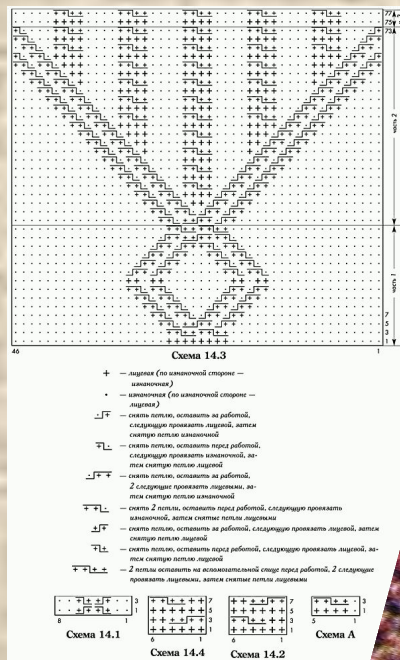 77
75
73
часть 2
часть 1
7
5
3
1
46 1
Схема 14.3
+ — лицевая (по изнаночной стороне —
изнаночная)
· — изнаночная (по изнаночной стороне —
лицевая)
— снять петлю, оставить за работой,
следующую провязать лицевой, затем
снятую петлю изнаночной
— снять петлю, оставить перед работой,
следующую провязать изнаночной, за-
тем снятую петлю лицевой
— снять петлю, оставить за работой,
2 следующие провязать лицевыми, за-
тем снятую петлю изнаночной
— снять 2 петли, оставить перед работой, следующую провязать
изнаночной, затем снятые петли лицевыми
— снять петлю, оставить за работой, следующую провязать лицевой, затем
снятую петлю лицевой
— снять петлю, оставить перед работой, следующую провязать лицевой, за-
тем снятую петлю лицевой
— 2 петли оставить на вспомогательной спице перед работой, 2 следующие
провязать лицевыми, затем снятые петли лицевыми
3
1
8
Схема 14.1
7
5
3
1
6
Схема 14.4
7
5
3
1
6
Схема 14.2
3
1
5
Схема А